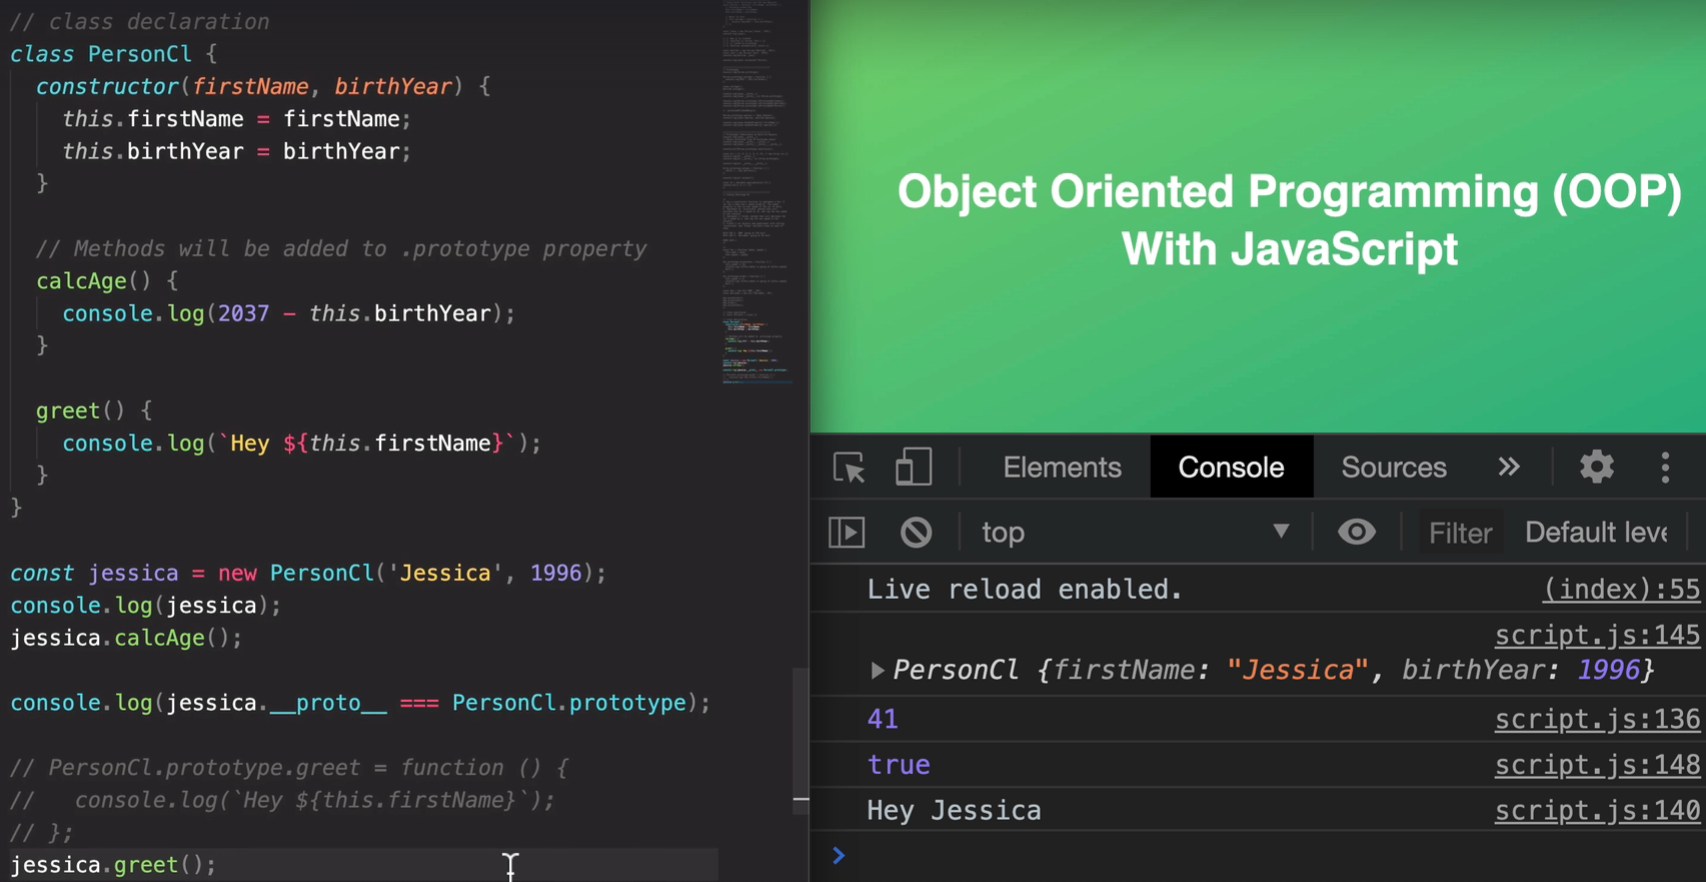 // class declaration
class PersonCl {
  constructor(firstName, birthYear) {
    this.firstName = firstName;
    this.birthYear = birthYear;
  }

  // Methods will be added to .prototype property
  calcAge() {
    console.log(2037 - this.birthYear);
  }

  greet() {
    console.log(`Hey ${this.firstName}`);
  }
}

const jessica = new PersonCl('Jessica', 1996);
console.log(jessica);
jessica.calcAge();

console.log(jessica.__proto__ === PersonCl.prototype);

// PersonCl.prototype.greet = function () {
//   console.log(`Hey ${this.firstName}`);
// };
jessica.greet();
Object Oriented Programming (OOP)
With JavaScript
Elements Console Sources »
top Filter Default leve
Live reload enabled. (index):55
script.js:145
PersonCl {firstName: "Jessica", birthYear: 1996}
41 script.js:136
true script.js:148
Hey Jessica script.js:140